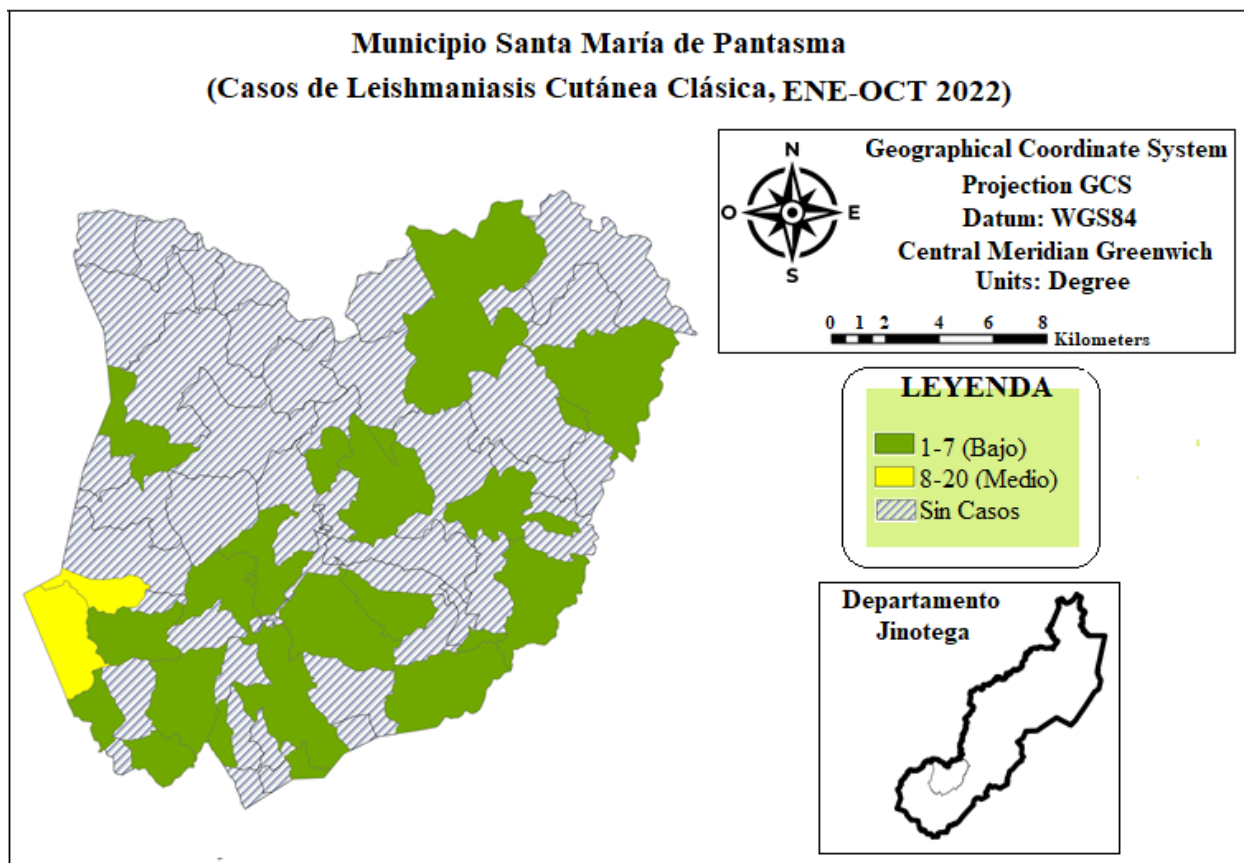 Municipio Santa María de Pantasma
(Casos de Leishmaniasis Cutánea Clásica, ENE-OCT 2022)
N
O
E
S
Geographical Coordinate System
Projection GCS
Datum: WGS84
Central Meridian Greenwich
Units: Degree
0 1 2 4 6 8
Kilometers
LEYENDA
1-7 (Bajo)
8-20 (Medio)
Sin Casos
Departamento
Jinotega